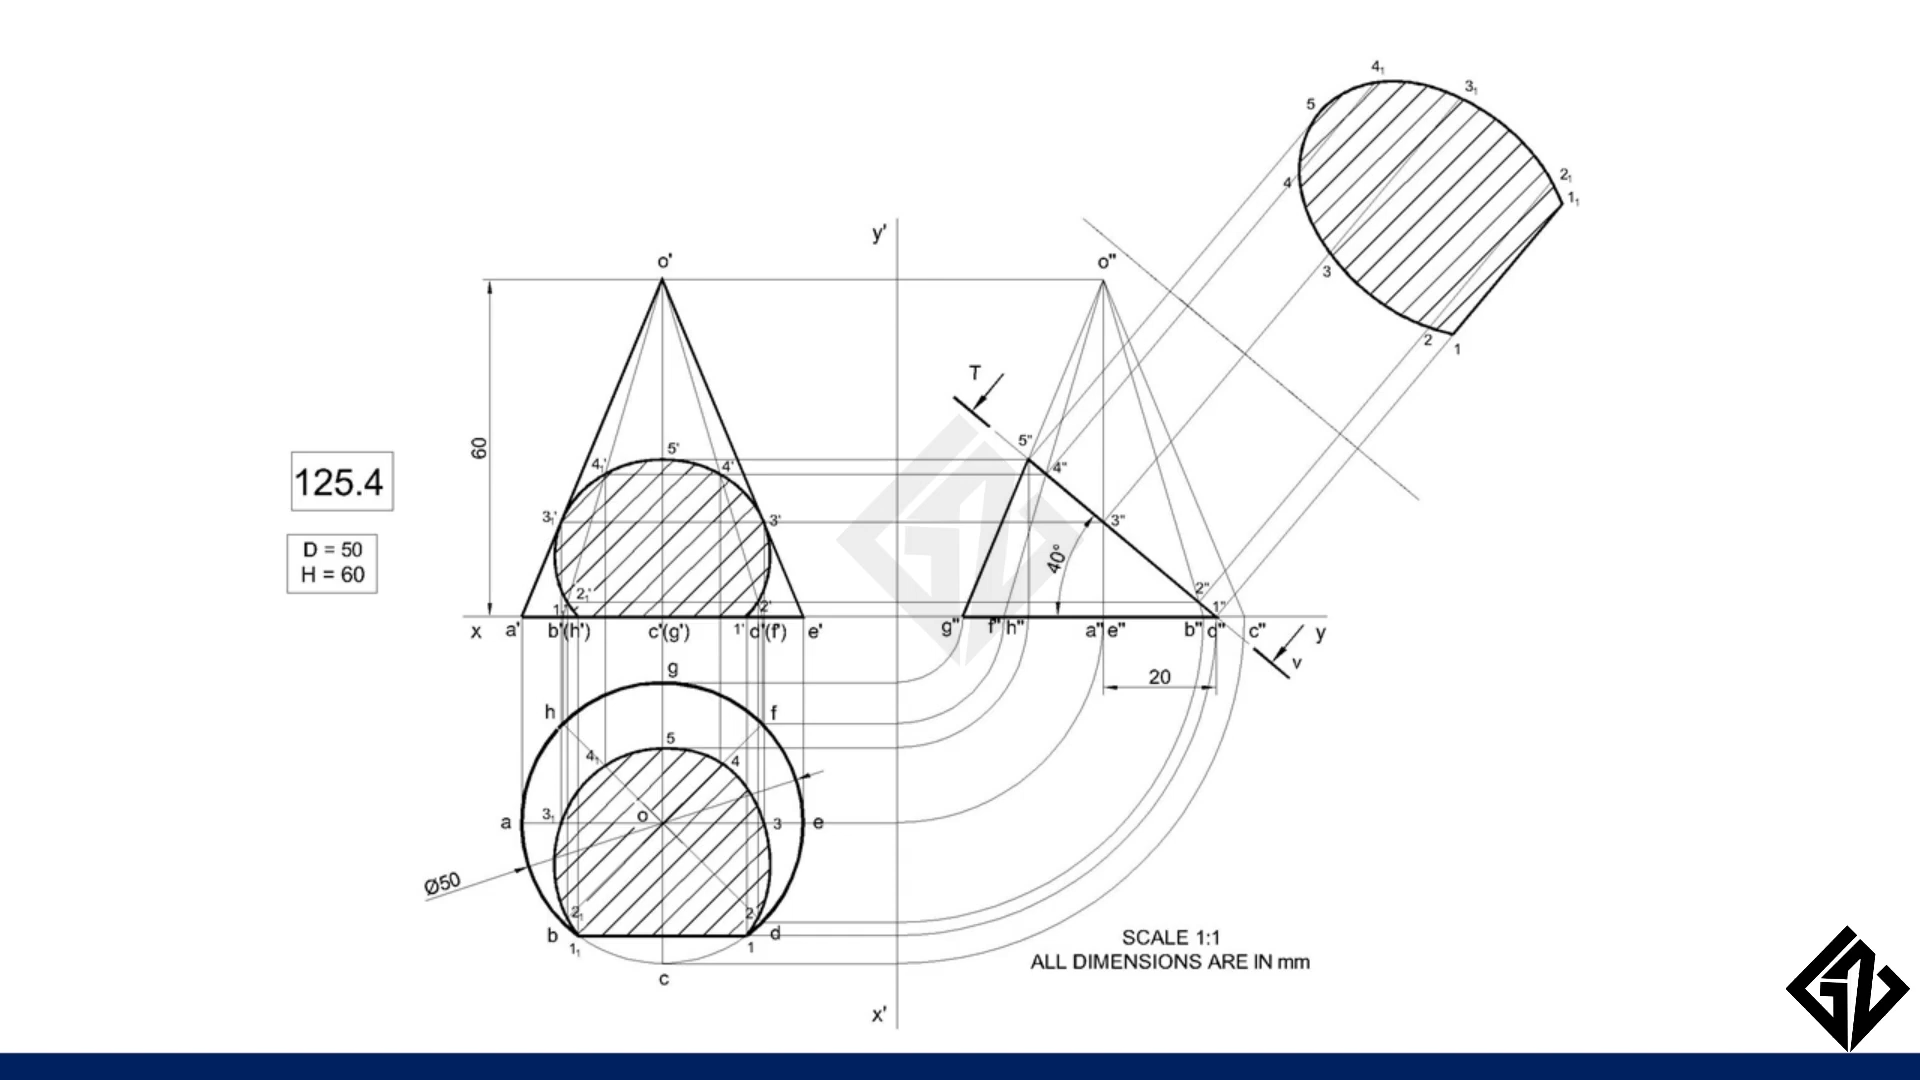 4₁
3₁
5
2₁
4
1₁
y'
o'
o"
3
2
1
T
5"
5'
4₁'
4'
4"
60
125.4
3₁'
3'
3"
D = 50
H = 60
40°
2₁'
2'
2"
1₁'
1"
x
a'
b'(h')
c'(g')
1'
d'(f')
e'
g"
f"
h"
a"
e"
b"
d"
c"
y
v
g
20
h
f
5
4₁
4
a
3₁
o
3
e
Ø50
2₁
2
b
d
1₁
1
c
SCALE 1:1
ALL DIMENSIONS ARE IN mm
x'